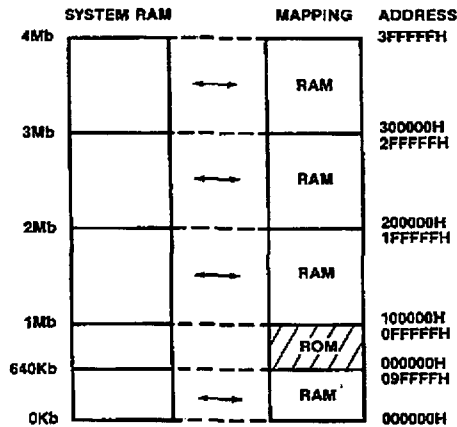 SYSTEM RAM MAPPING ADDRESS
4Mb 3FFFFFH
RAM
3Mb 300000H
2FFFFFH
RAM
2Mb 200000H
1FFFFFH
RAM
1Mb 100000H
0FFFFFH
ROM
640Kb 000000H
09FFFFH
RAM
0Kb 000000H